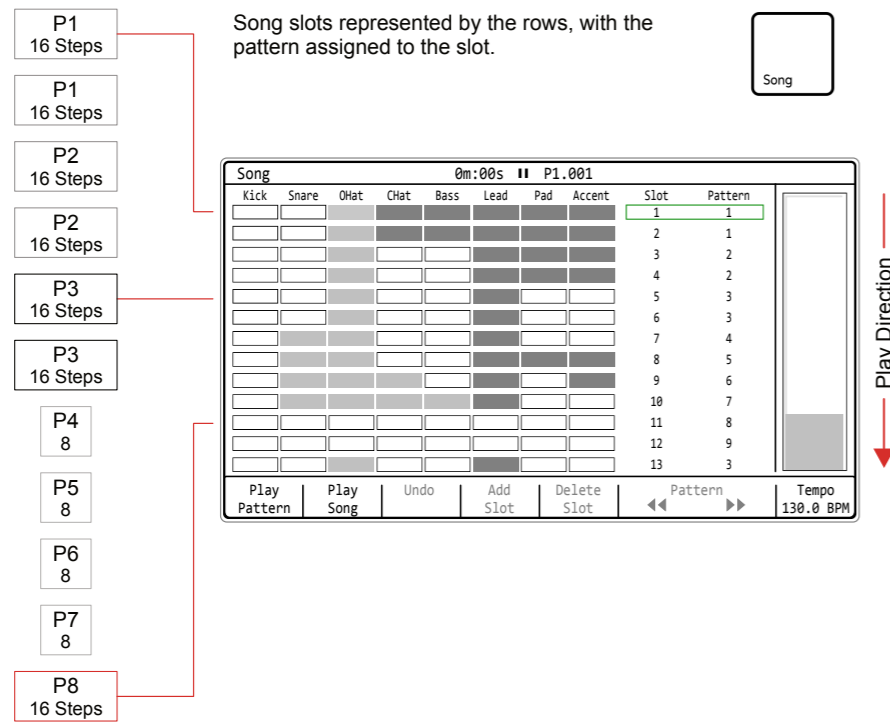 Song slots represented by the rows, with the
pattern assigned to the slot.
Song
P1
16 Steps
P1
16 Steps
P2
16 Steps
P2
16 Steps
P3
16 Steps
P3
16 Steps
P4
8
P5
8
P6
8
P7
8
P8
16 Steps
Song 0m:00s P1.001
Kick Snare OHat CHat Bass Lead Pad Accent Slot Pattern
1 1
2 1
3 2
4 2
5 3
6 3
7 4
8 5
9 6
10 7
11 8
12 9
13 3
Play Play Undo Add Delete Pattern Tempo
Pattern Song Slot Slot 130.0 BPM
Play Direction